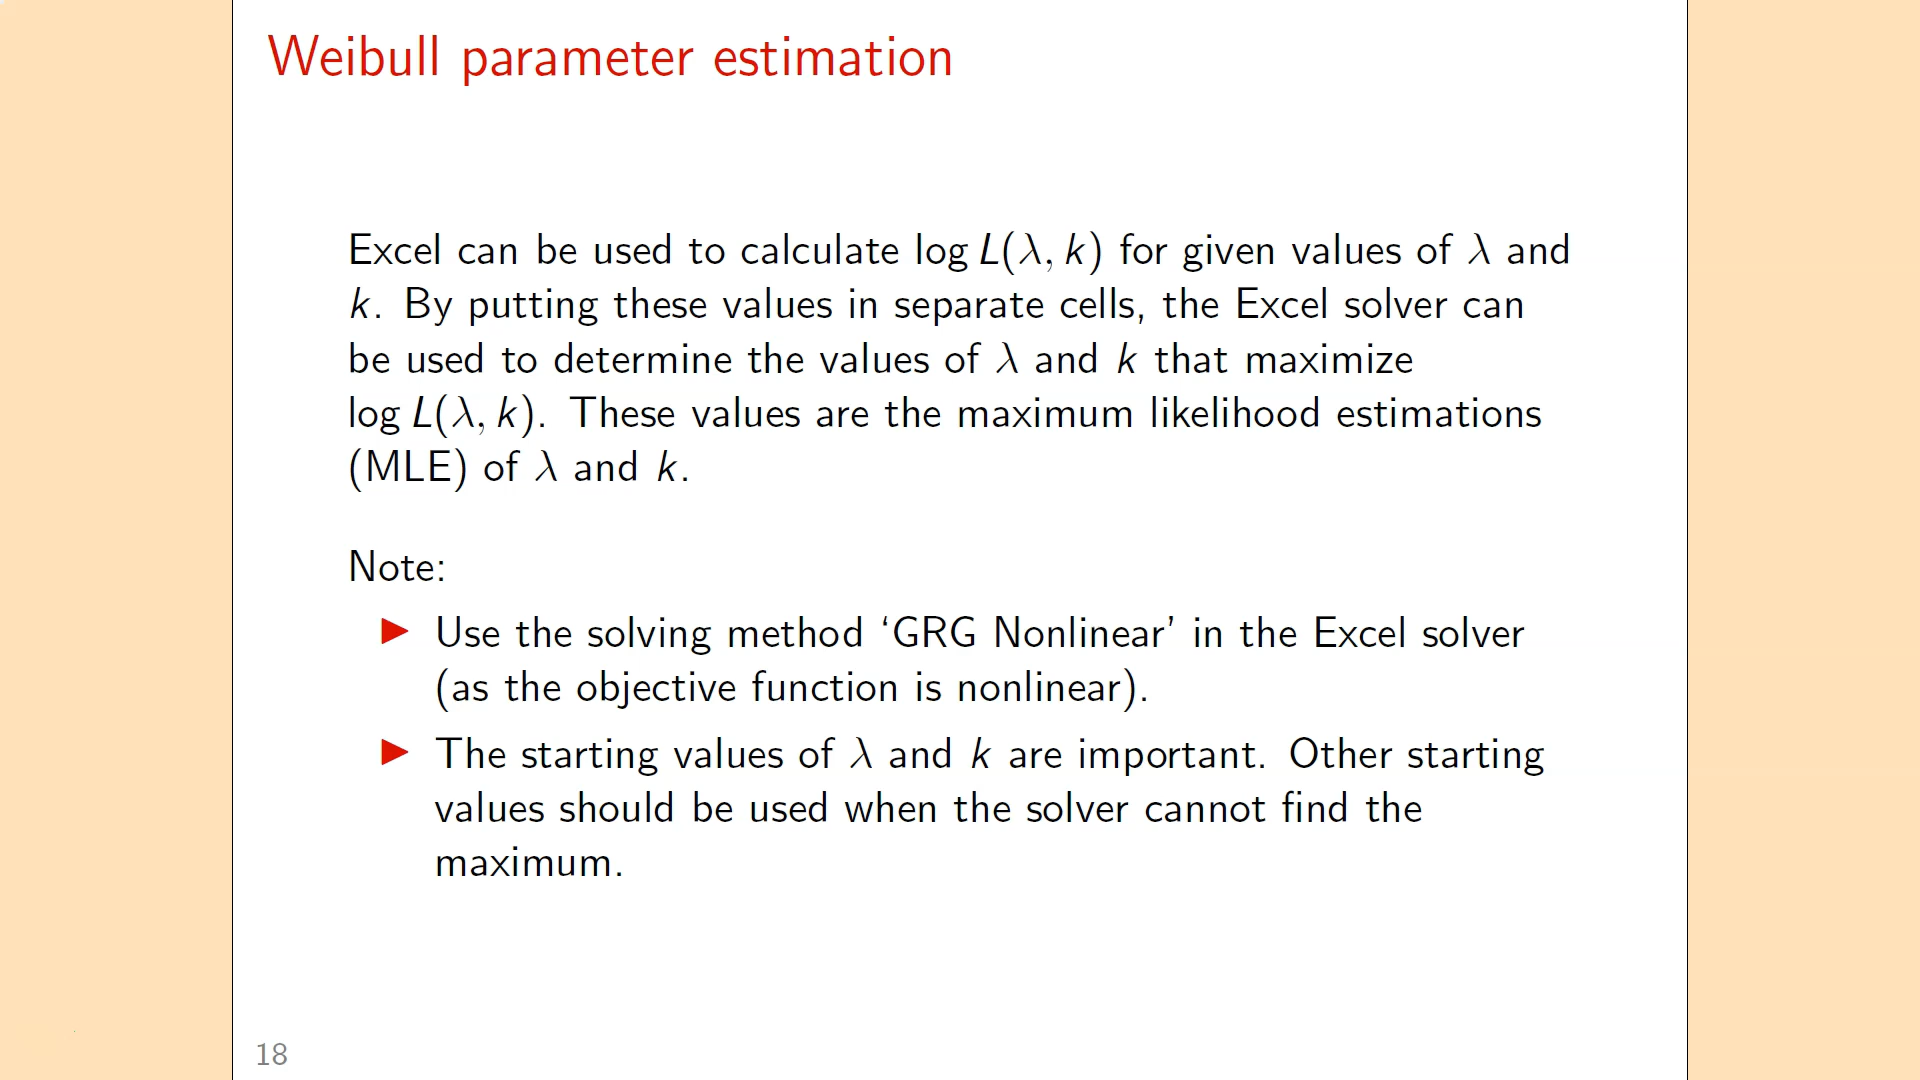 Weibull parameter estimation
Excel can be used to calculate log L(λ, k) for given values of λ and
k. By putting these values in separate cells, the Excel solver can
be used to determine the values of λ and k that maximize
log L(λ, k). These values are the maximum likelihood estimations
(MLE) of λ and k.
Note:
▶ Use the solving method ‘GRG Nonlinear’ in the Excel solver
(as the objective function is nonlinear).
▶ The starting values of λ and k are important. Other starting
values should be used when the solver cannot find the
maximum.
18